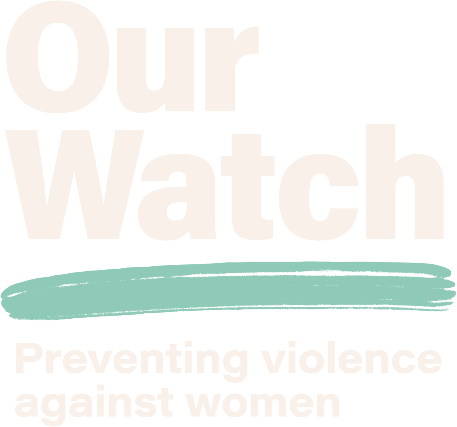 Our
Watch
Preventing violence
against women